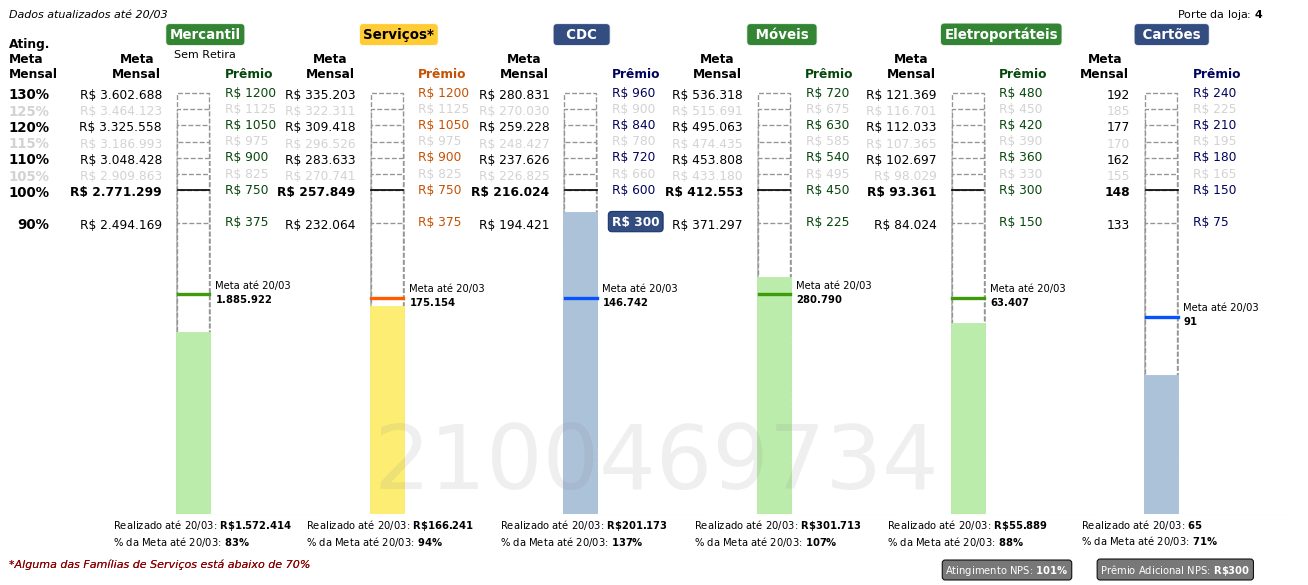 Dados atualizados até 20/03
Porte da loja: 4
Mercantil Serviços* CDC Móveis Eletroportáteis Cartões
Sem Retira
Ating. Meta Mensal
Meta Mensal Prêmio Meta Mensal Prêmio Meta Mensal Prêmio Meta Mensal Prêmio Meta Mensal Prêmio Meta Mensal Prêmio
130% R$ 3.602.688 R$ 1200 R$ 335.203 R$ 1200 R$ 280.831 R$ 960 R$ 536.318 R$ 720 R$ 121.369 R$ 480 192 R$ 240
125% R$ 3.464.123 R$ 1125 R$ 322.311 R$ 1125 R$ 270.030 R$ 900 R$ 515.691 R$ 675 R$ 116.701 R$ 450 185 R$ 225
120% R$ 3.325.558 R$ 1050 R$ 309.418 R$ 1050 R$ 259.228 R$ 840 R$ 495.063 R$ 630 R$ 112.033 R$ 420 177 R$ 210
115% R$ 3.186.993 R$ 975 R$ 296.526 R$ 975 R$ 248.427 R$ 780 R$ 474.435 R$ 585 R$ 107.365 R$ 390 170 R$ 195
110% R$ 3.048.428 R$ 900 R$ 283.633 R$ 900 R$ 237.626 R$ 720 R$ 453.808 R$ 540 R$ 102.697 R$ 360 162 R$ 180
105% R$ 2.909.863 R$ 825 R$ 270.741 R$ 825 R$ 226.825 R$ 660 R$ 433.180 R$ 495 R$ 98.029 R$ 330 155 R$ 165
100% R$ 2.771.299 R$ 750 R$ 257.849 R$ 750 R$ 216.024 R$ 600 R$ 412.553 R$ 450 R$ 93.361 R$ 300 148 R$ 150
90% R$ 2.494.169 R$ 375 R$ 232.064 R$ 375 R$ 194.421 R$ 300 R$ 371.297 R$ 225 R$ 84.024 R$ 150 133 R$ 75
Meta até 20/03 Meta até 20/03 Meta até 20/03 Meta até 20/03 Meta até 20/03 Meta até 20/03
1.885.922 175.154 146.742 280.790 63.407 91
2100469734
Realizado até 20/03: R$1.572.414 Realizado até 20/03: R$166.241 Realizado até 20/03: R$201.173 Realizado até 20/03: R$301.713 Realizado até 20/03: R$55.889 Realizado até 20/03: 65
% da Meta até 20/03: 83% % da Meta até 20/03: 94% % da Meta até 20/03: 137% % da Meta até 20/03: 107% % da Meta até 20/03: 88% % da Meta até 20/03: 71%
*Alguma das Famílias de Serviços está abaixo de 70%
Atingimento NPS: 101% Prêmio Adicional NPS: R$300